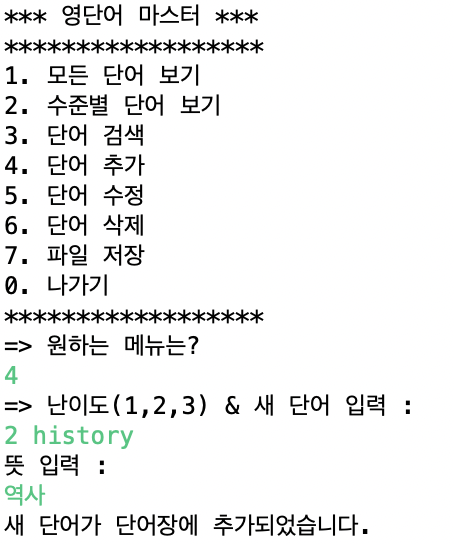 *** 영단어 마스터 ***
******************
1. 모든 단어 보기
2. 수준별 단어 보기
3. 단어 검색
4. 단어 추가
5. 단어 수정
6. 단어 삭제
7. 파일 저장
0. 나가기
******************
=> 원하는 메뉴는?
4
=> 난이도(1,2,3) & 새 단어 입력 :
2 history
뜻 입력 :
역사
새 단어가 단어장에 추가되었습니다.